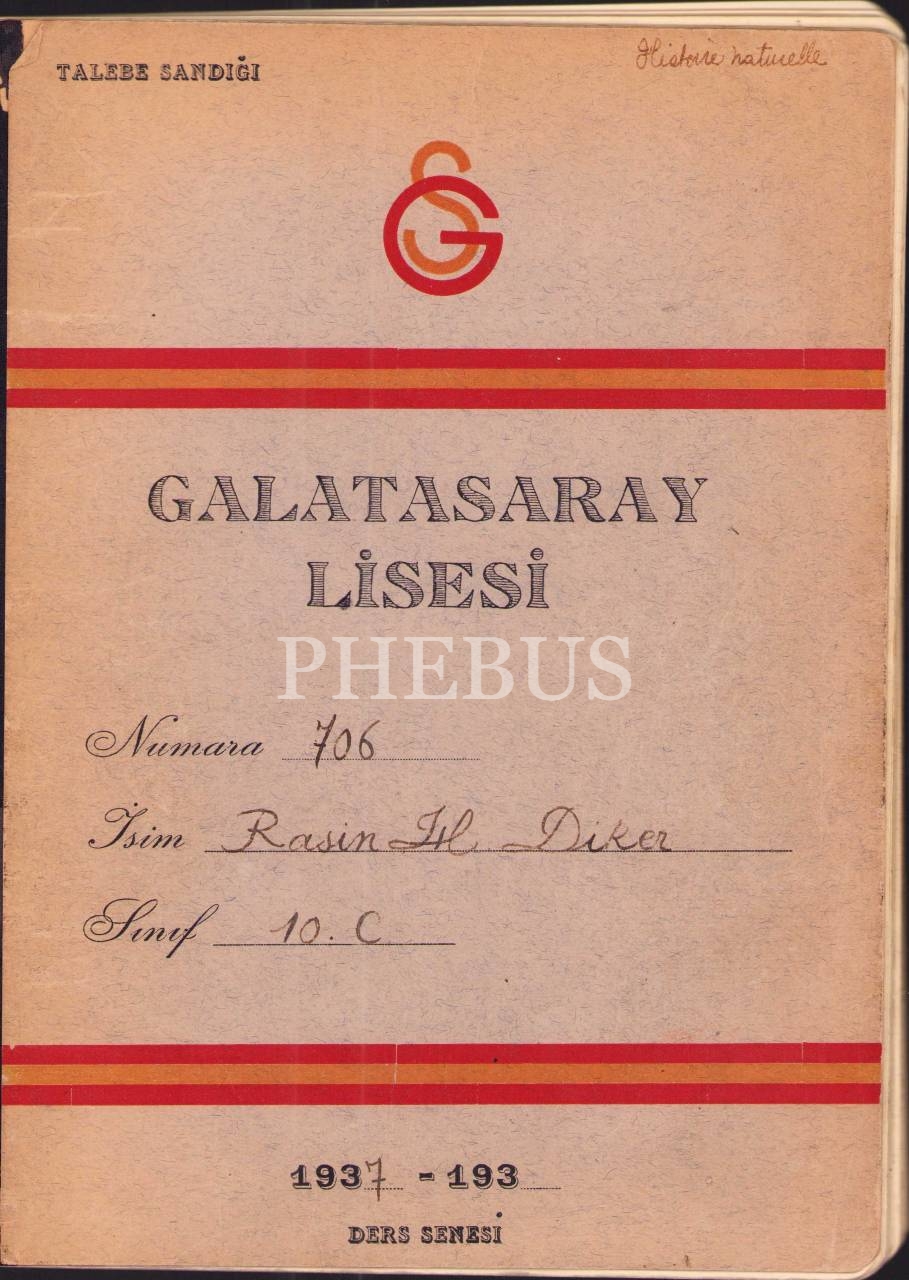 TALEBE SANDIĞI
Histoire naturelle
GS
GALATASARAY
LİSESİ
PHEBUS
Numara 706
İsim Rasin H. Diker
Sınıf 10. C
1937 - 193
DERS SENESİ